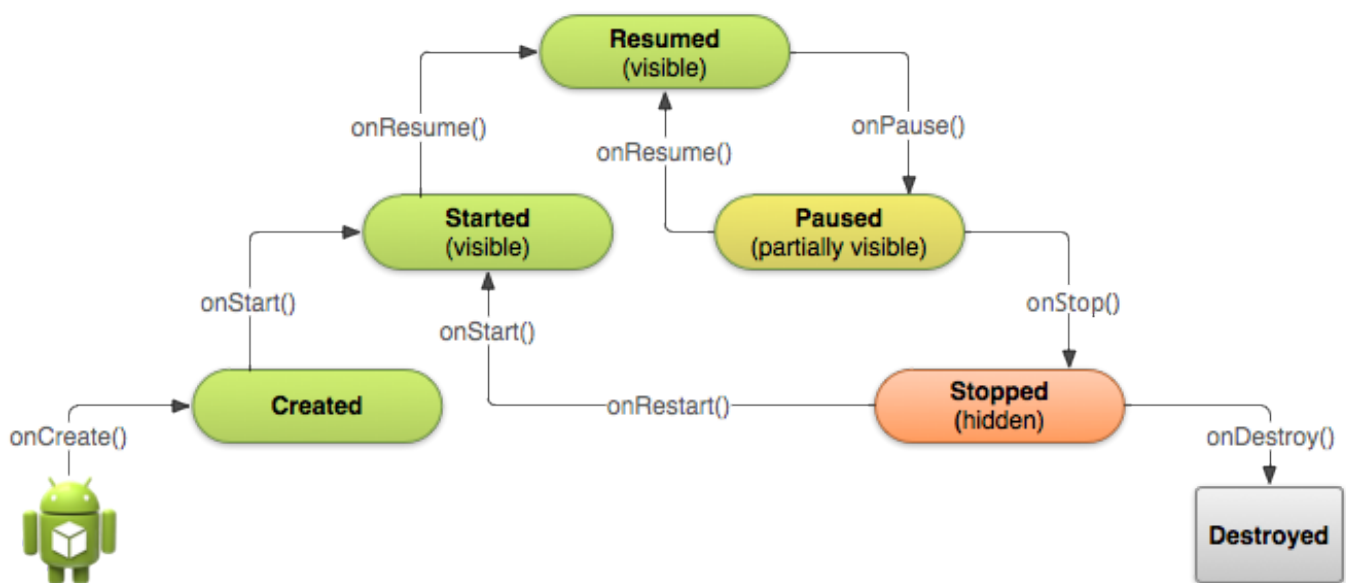 Resumed
(visible)
onResume()
onResume()
onPause()
Started
(visible)
Paused
(partially visible)
onStart()
onStart()
onStop()
Created
onRestart()
Stopped
(hidden)
onCreate()
onDestroy()
Destroyed